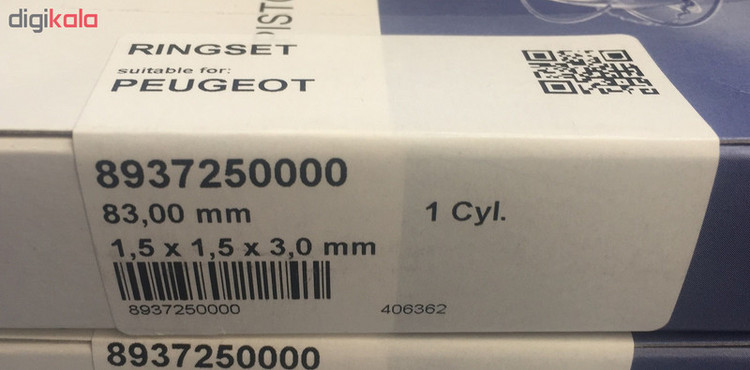 digikala
PISTO
RINGSET
suitable for:
PEUGEOT
8937250000
83,00 mm
1 Cyl.
1,5 x 1,5 x 3,0 mm
8937250000
406362
8937250000